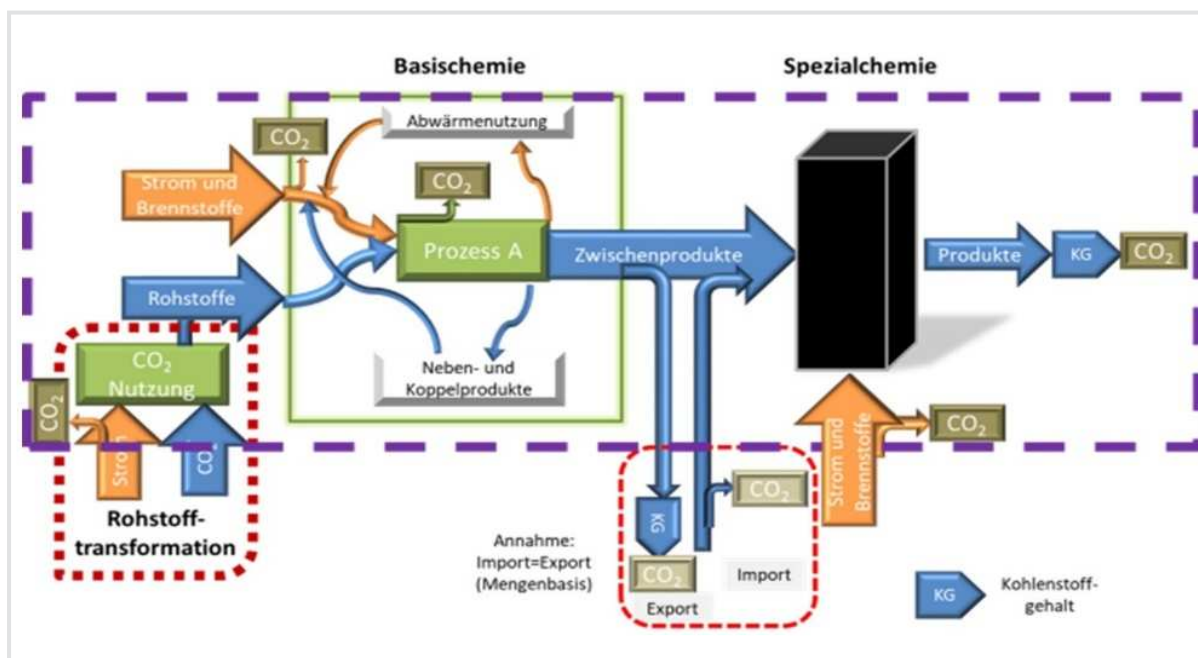 Basischemie
Spezialchemie
Abwärmenutzung
CO2
CO2
Strom und
Brennstoffe
Prozess A
Zwischenprodukte
Produkte
KG
CO2
Rohstoffe
Neben- und
Koppelprodukte
CO2
Nutzung
CO2
Strom
CO2
Rohstoff-
transformation
Strom und
Brennstoffe
CO2
Annahme:
Import=Export
(Mengenbasis)
KG
CO2
Export
CO2
Import
KG
Kohlenstoff-
gehalt